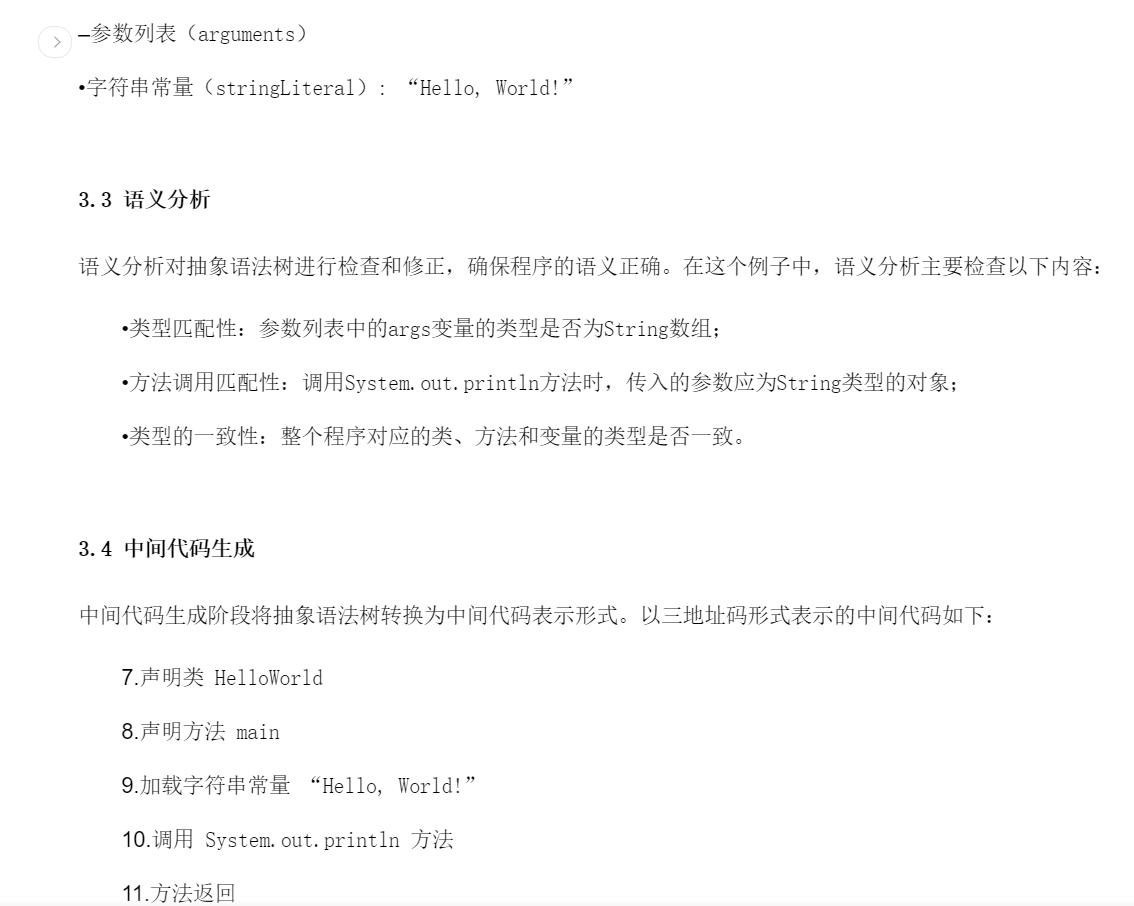 —参数列表（arguments）
•字符串常量（stringLiteral）: “Hello, World!”
3.3 语义分析
语义分析对抽象语法树进行检查和修正，确保程序的语义正确。在这个例子中，语义分析主要检查以下内容：
•类型匹配性：参数列表中的args变量的类型是否为String数组；
•方法调用匹配性：调用System.out.println方法时，传入的参数应为String类型的对象；
•类型的一致性：整个程序对应的类、方法和变量的类型是否一致。
3.4 中间代码生成
中间代码生成阶段将抽象语法树转换为中间代码表示形式。以三地址码形式表示的中间代码如下：
7.声明类 HelloWorld
8.声明方法 main
9.加载字符串常量 “Hello, World!”
10.调用 System.out.println 方法
11.方法返回